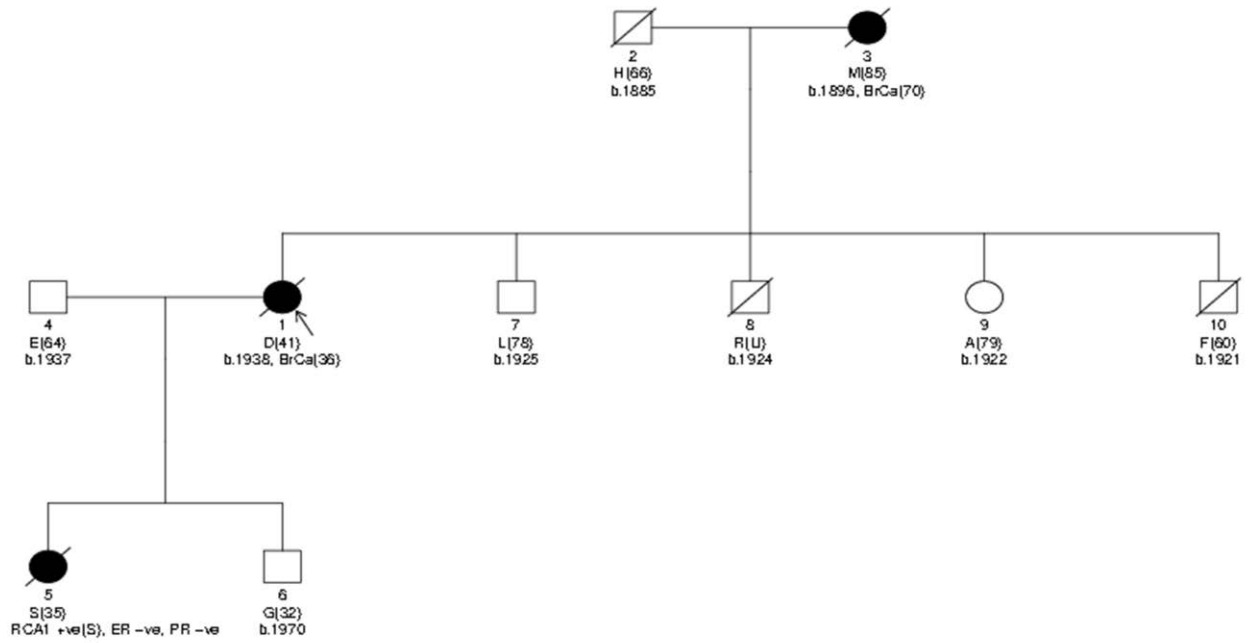 2
H(66)
b.1885
3
M(85)
b.1896, BrCa(70)
4
E(64)
b.1937
1
D(41)
b.1938, BrCa(36)
7
L(78)
b.1925
8
R(U)
b.1924
9
A(79)
b.1922
10
F(60)
b.1921
5
S(35)
RCA1 +ve(S), ER -ve, PR -ve
6
G(32)
b.1970